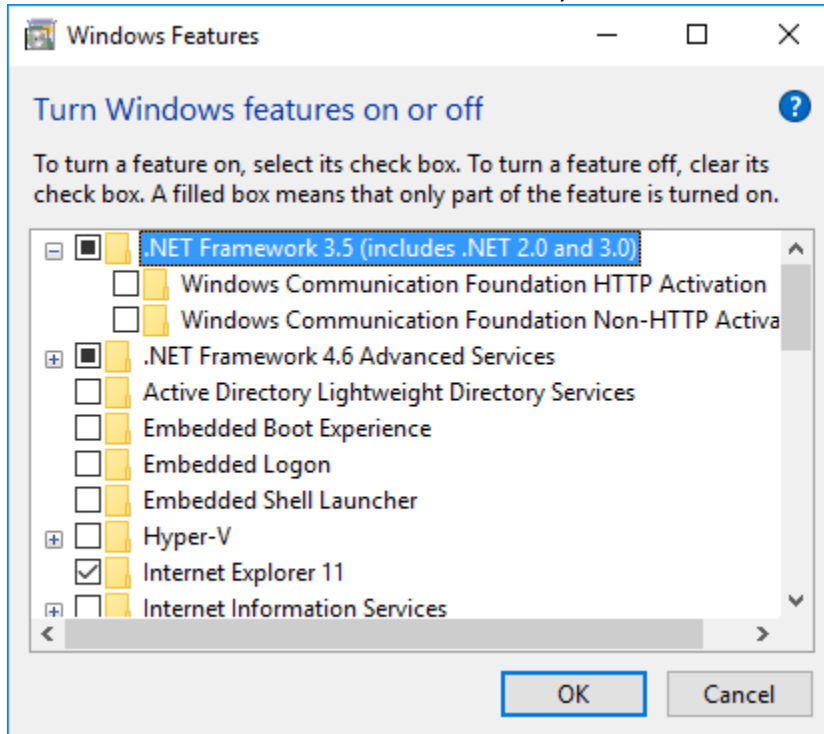 Windows Features
Turn Windows features on or off
To turn a feature on, select its check box. To turn a feature off, clear its
check box. A filled box means that only part of the feature is turned on.
.NET Framework 3.5 (includes .NET 2.0 and 3.0)
Windows Communication Foundation HTTP Activation
Windows Communication Foundation Non-HTTP Activa
.NET Framework 4.6 Advanced Services
Active Directory Lightweight Directory Services
Embedded Boot Experience
Embedded Logon
Embedded Shell Launcher
Hyper-V
Internet Explorer 11
Internet Information Services
OK Cancel